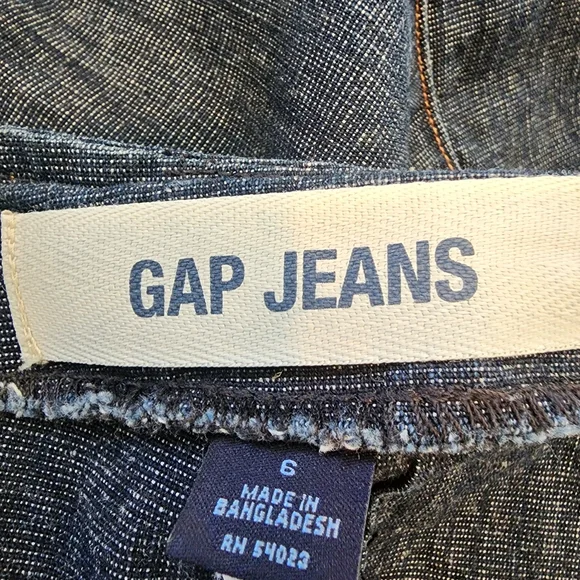 GAP JEANS
6
MADE IN
BANGLADESH
RN 54023